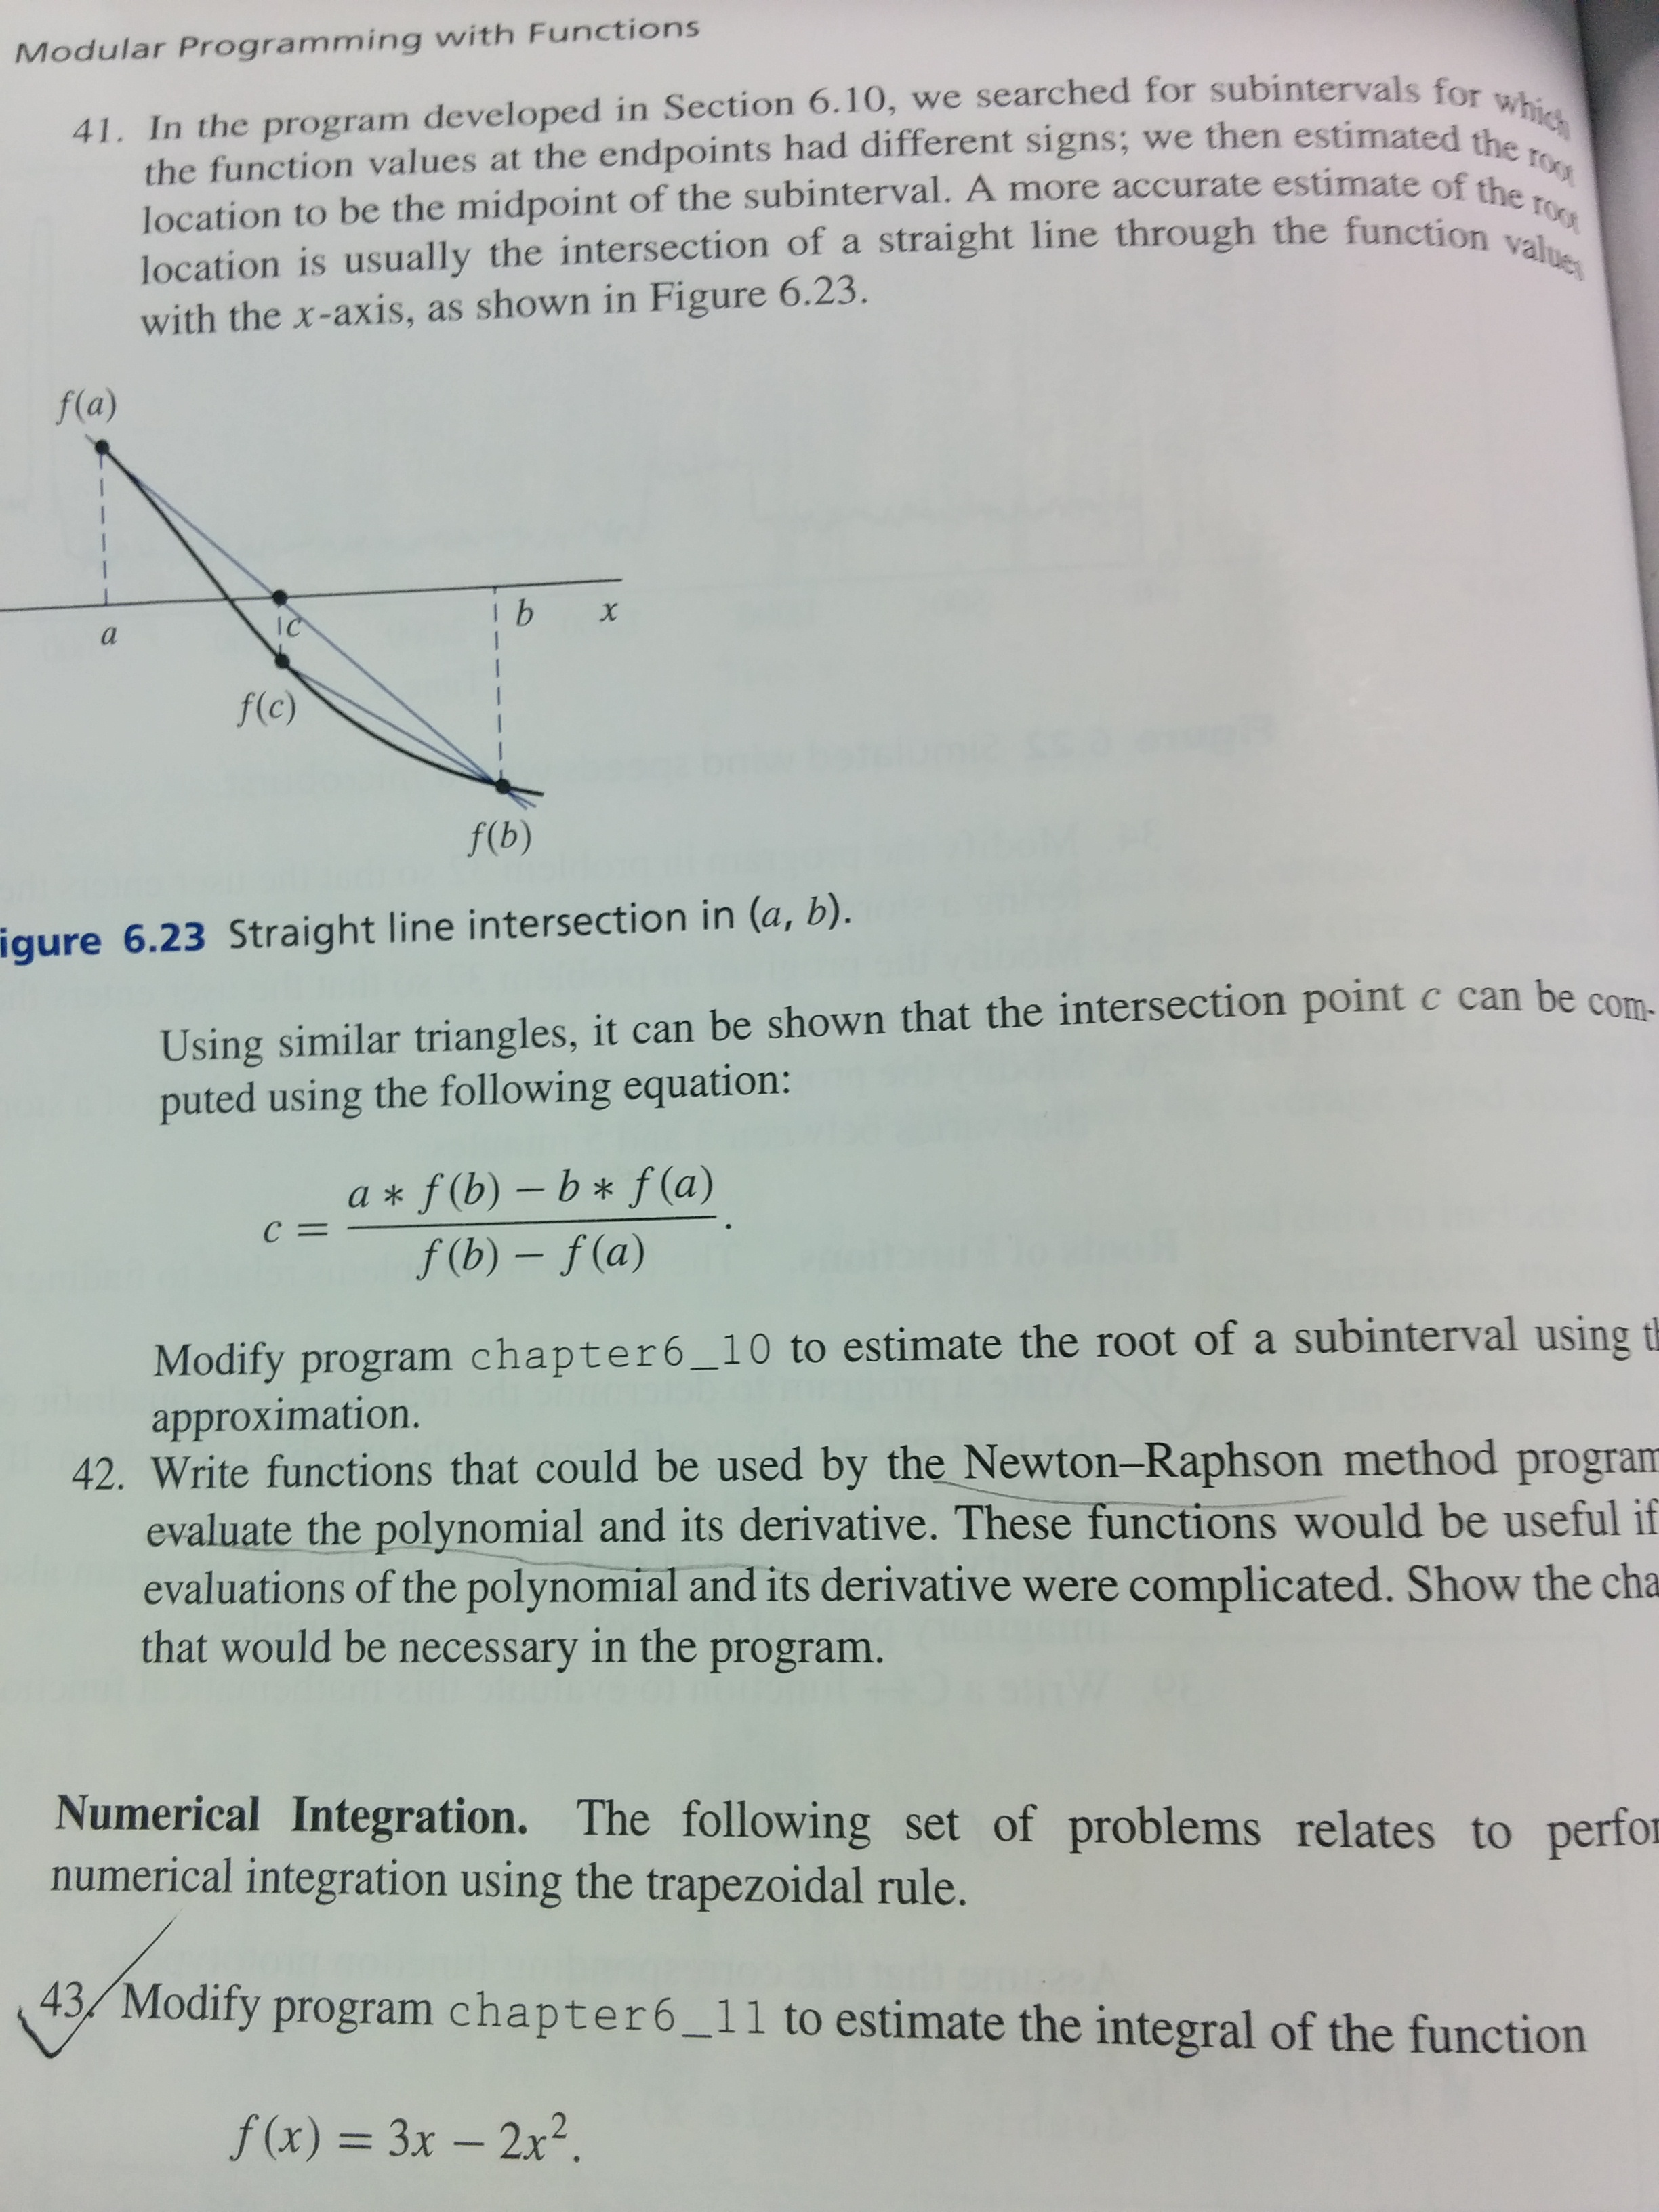 Modular Programming with Functions
41. In the program developed in Section 6.10, we searched for subintervals for which
the function values at the endpoints had different signs; we then estimated the root
location to be the midpoint of the subinterval. A more accurate estimate of the root
location is usually the intersection of a straight line through the function values
with the x-axis, as shown in Figure 6.23.
f(a)
a
c
b
x
f(c)
f(b)
igure 6.23 Straight line intersection in (a, b).
Using similar triangles, it can be shown that the intersection point c can be com-
puted using the following equation:
c = \frac{a * f(b) − b * f(a)}{f(b) − f(a)}.
Modify program chapter6_10 to estimate the root of a subinterval using
approximation.
42. Write functions that could be used by the Newton–Raphson method program
evaluate the polynomial and its derivative. These functions would be useful if
evaluations of the polynomial and its derivative were complicated. Show the cha
that would be necessary in the program.
Numerical Integration. The following set of problems relates to perfor
numerical integration using the trapezoidal rule.
43. Modify program chapter6_11 to estimate the integral of the function
f(x) = 3x − 2x².